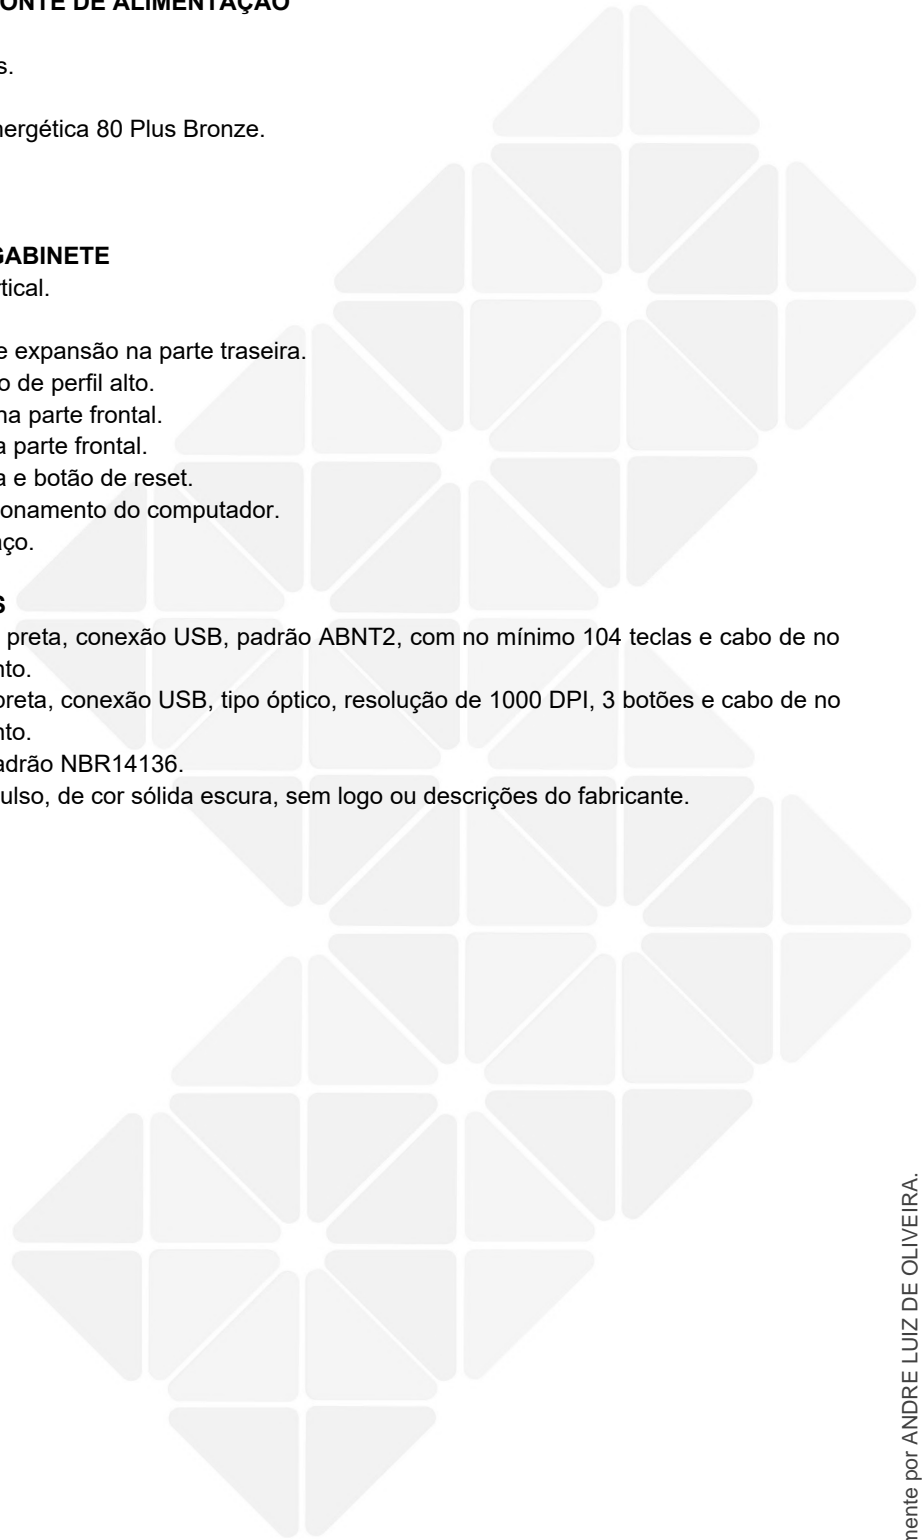 ONTE DE ALIMENTAÇÃO
s.
nergética 80 Plus Bronze.
GABINETE
tical.
e expansão na parte traseira.
o de perfil alto.
na parte frontal.
a parte frontal.
a e botão de reset.
onamento do computador.
aço.
S
preta, conexão USB, padrão ABNT2, com no mínimo 104 teclas e cabo de no
nto.
preta, conexão USB, tipo óptico, resolução de 1000 DPI, 3 botões e cabo de no
nto.
adrão NBR14136.
ulso, de cor sólida escura, sem logo ou descrições do fabricante.
mente por ANDRE LUIZ DE OLIVEIRA.